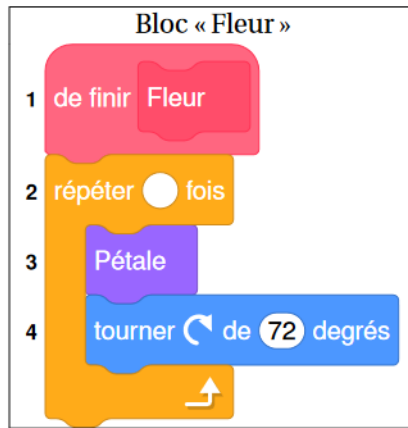 Bloc « Fleur »
1 de finir Fleur
2 répéter fois
3 Pétale
4 tourner de 72 degrés